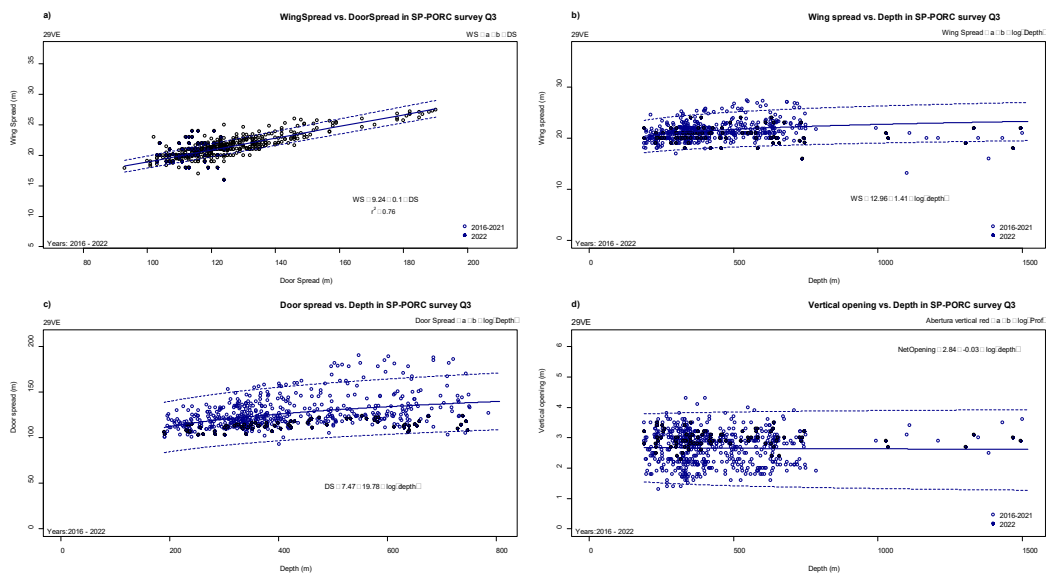 a)
WingSpread vs. DoorSpread in SP-PORC survey Q3
29VE
WS □ a □ b □ DS
Wing Spread (m)
35
30
25
20
15
10
5
WS □ 9.24 □ 0.1 □ DS
r² □ 0.76
2016-2021
2022
Years: 2016 - 2022
80 100 120 140 160 180 200
Door Spread (m)
b)
Wing spread vs. Depth in SP-PORC survey Q3
29VE
Wing Spread □ a □ b □ log□Depth□
Wing spread (m)
30
20
10
0
WS □ 12.96 □ 1.41 □ log□depth□
2016-2021
2022
Years: 2016 - 2022
0 500 1000 1500
Depth (m)
c)
Door spread vs. Depth in SP-PORC survey Q3
29VE
Door Spread □ a □ b □ log□Depth□
Door spread (m)
200
150
100
50
0
DS □ 7.47 □ 19.78 □ log□depth□
Years:2016 - 2022
0 200 400 600 800
Depth (m)
d)
Vertical opening vs. Depth in SP-PORC survey Q3
29VE
Abertura vertical red □ a □ b □ log□Prof□
Vertical opening (m)
6
5
4
3
2
1
0
NetOpening □ 2.84 □ -0.03 □ log□depth□
2016-2021
2022
Years:2016 - 2022
0 500 1000 1500
Depth (m)